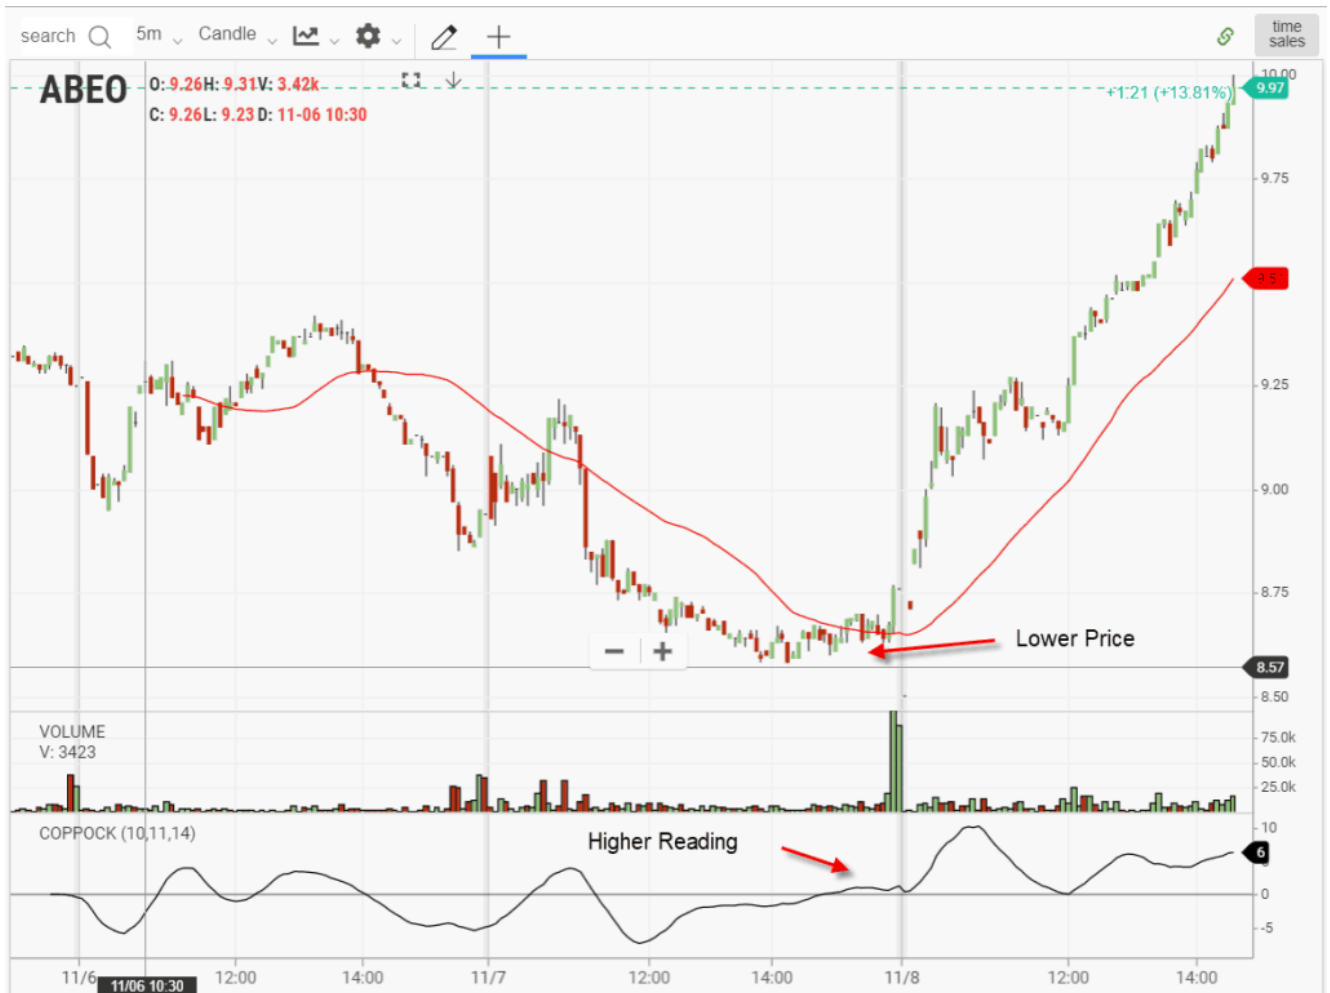 search 5m Candle
time
sales
ABEO O: 9.26 H: 9.31 V: 3.42k
C: 9.26 L: 9.23 D: 11-06 10:30
10.00
+1.21 (+13.81%) 9.97
9.75
9.25
9.00
8.75
Lower Price
8.57
8.50
VOLUME
V: 3423
75.0k
50.0k
25.0k
COPPOCK (10,11,14)
10
Higher Reading
6
0
-5
11/6 12:00 14:00 11/7 12:00 14:00 11/8 12:00 14:00
11/06 10:30